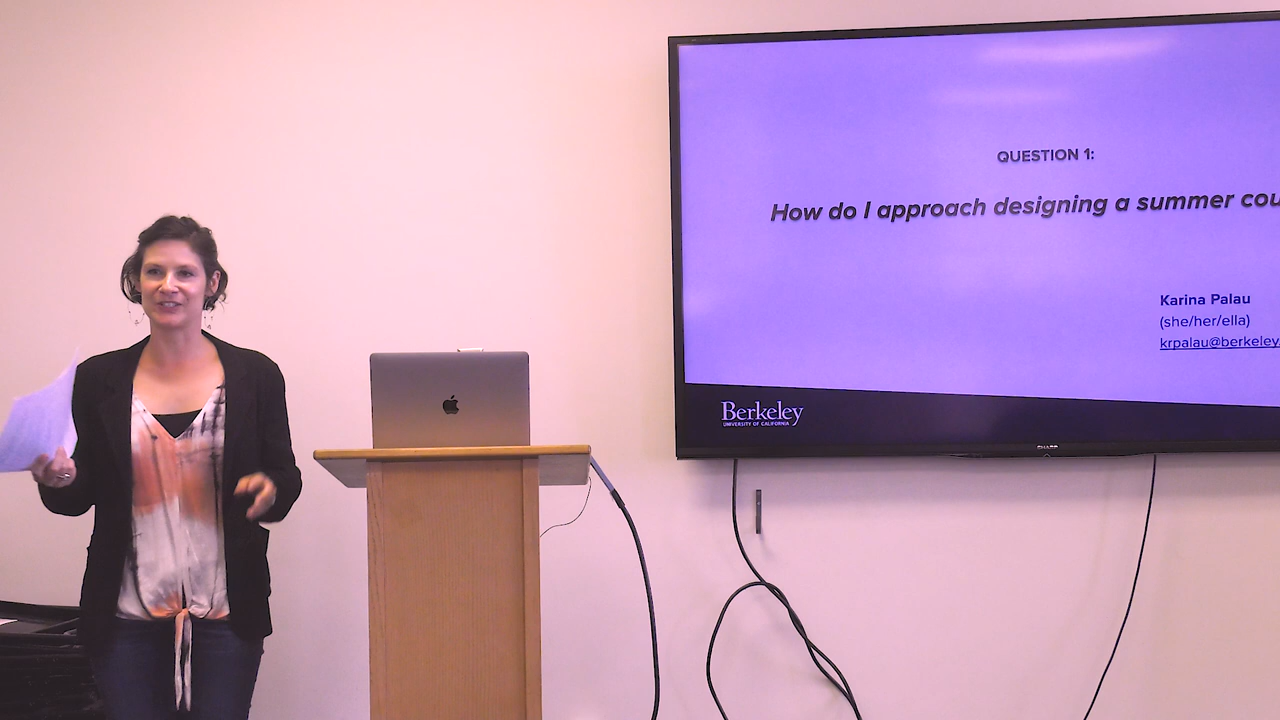 QUESTION 1:
How do I approach designing a summer cou
Karina Palau
(she/her/ella)
krpalau@berkeley.
Berkeley
UNIVERSITY OF CALIFORNIA
SHARP